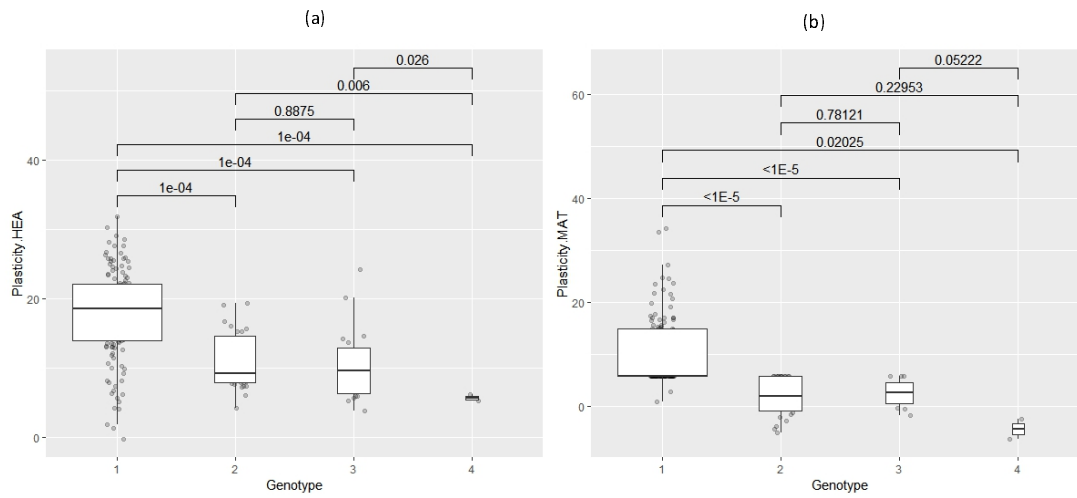 (a)
(b)
0.026
0.006
0.8875
1e-04
1e-04
1e-04
40
20
0
Plasticity.HEA
1
2
3
4
Genotype
0.05222
0.22953
0.78121
0.02025
<1E-5
<1E-5
60
40
20
0
Plasticity.MAT
1
2
3
4
Genotype